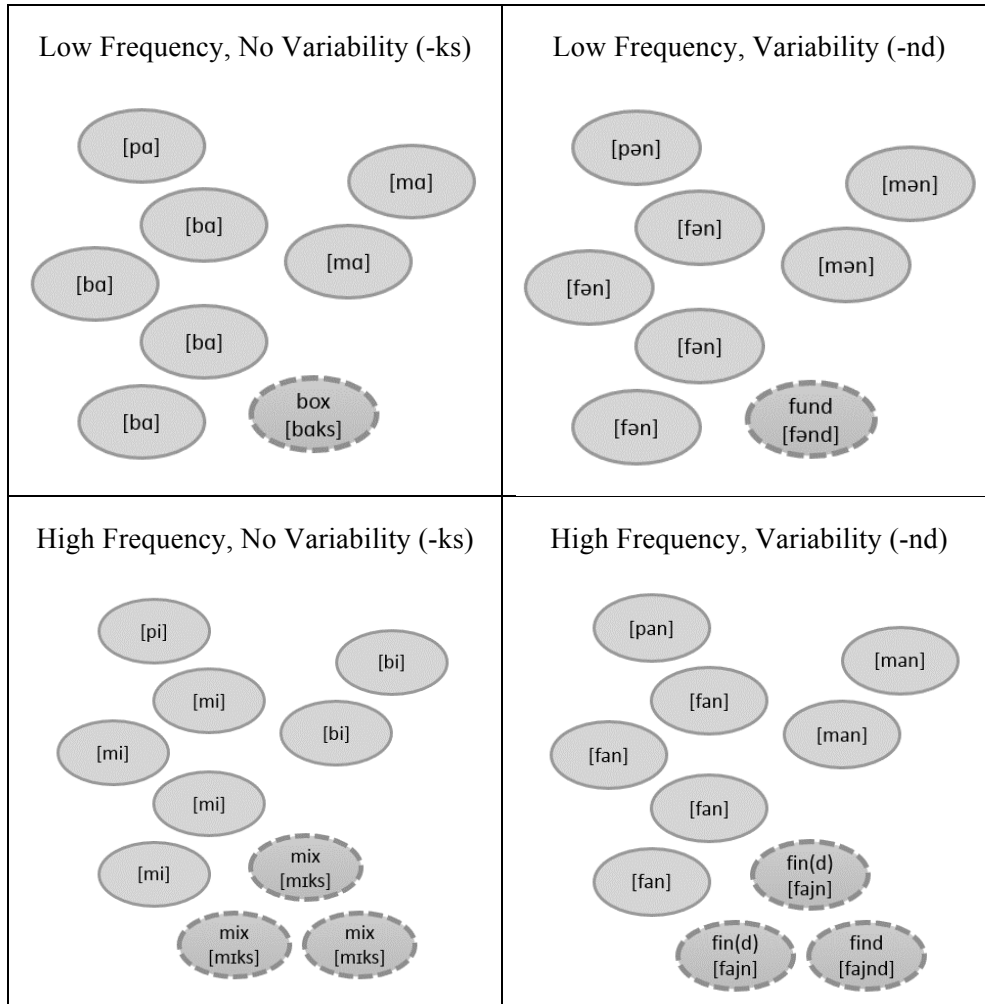 Low Frequency, No Variability (-ks)
[pɑ]
[mɑ]
[bɑ]
[mɑ]
[bɑ]
[bɑ]
[bɑ]
box
[bɑks]
Low Frequency, Variability (-nd)
[pən]
[mən]
[fən]
[mən]
[fən]
[fən]
[fən]
fund
[fənd]
High Frequency, No Variability (-ks)
[pi]
[bi]
[mi]
[bi]
[mi]
[mi]
[mi]
mix
[mɪks]
mix
[mɪks]
mix
[mɪks]
High Frequency, Variability (-nd)
[pan]
[man]
[fan]
[man]
[fan]
[fan]
[fan]
fin(d)
[fajn]
fin(d)
[fajn]
find
[fajnd]